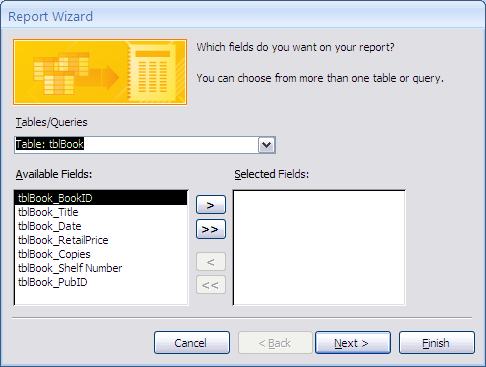 Report Wizard
Which fields do you want on your report?
You can choose from more than one table or query.
Tables/Queries
Table: tblBook
Available Fields:
Selected Fields:
tblBook_BookID
tblBook_Title
tblBook_Date
tblBook_RetailPrice
tblBook_Copies
tblBook_Shelf Number
tblBook_PubID
>
>>
<
<<
Cancel
< Back
Next >
Finish